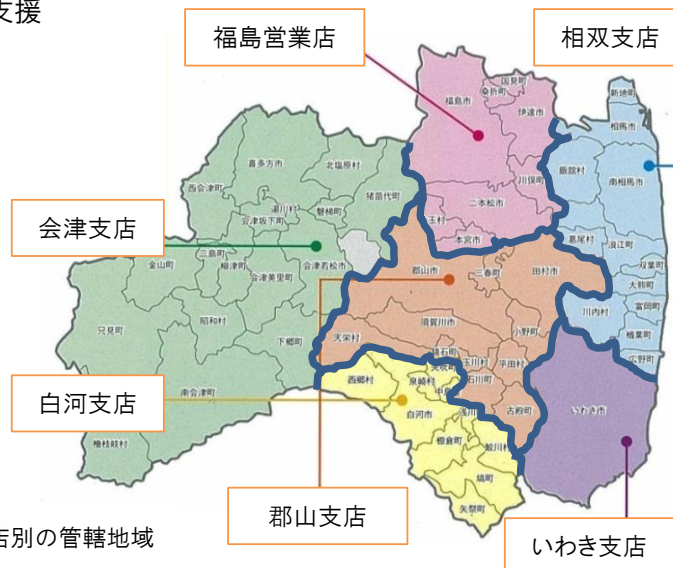 支援
福島営業店
相双支店
国見町
桑折町
福島市
伊達市
新地町
相馬市
喜多方市
北塩原村
飯舘村
南相馬市
西会津町
猪苗代町
川俣町
二本松市
湯川村
磐梯町
会津坂下町
会津支店
玉村
本宮市
葛尾村
浪江町
三島町
金山町
柳津町
会津若松市
会津美里町
郡山市
三春町
田村市
双葉町
大熊町
川内村
富岡町
只見町
昭和村
須賀川市
小野町
楢葉町
下郷町
天栄村
鏡石町
広野町
矢吹町
玉川村
平田村
西郷村
泉崎村
石川町
中島
南会津町
白河支店
白河市
浅川
古殿町
いわき市
棚倉町
鮫川村
檜枝岐村
塙町
矢祭町
郡山支店
店別の管轄地域
いわき支店